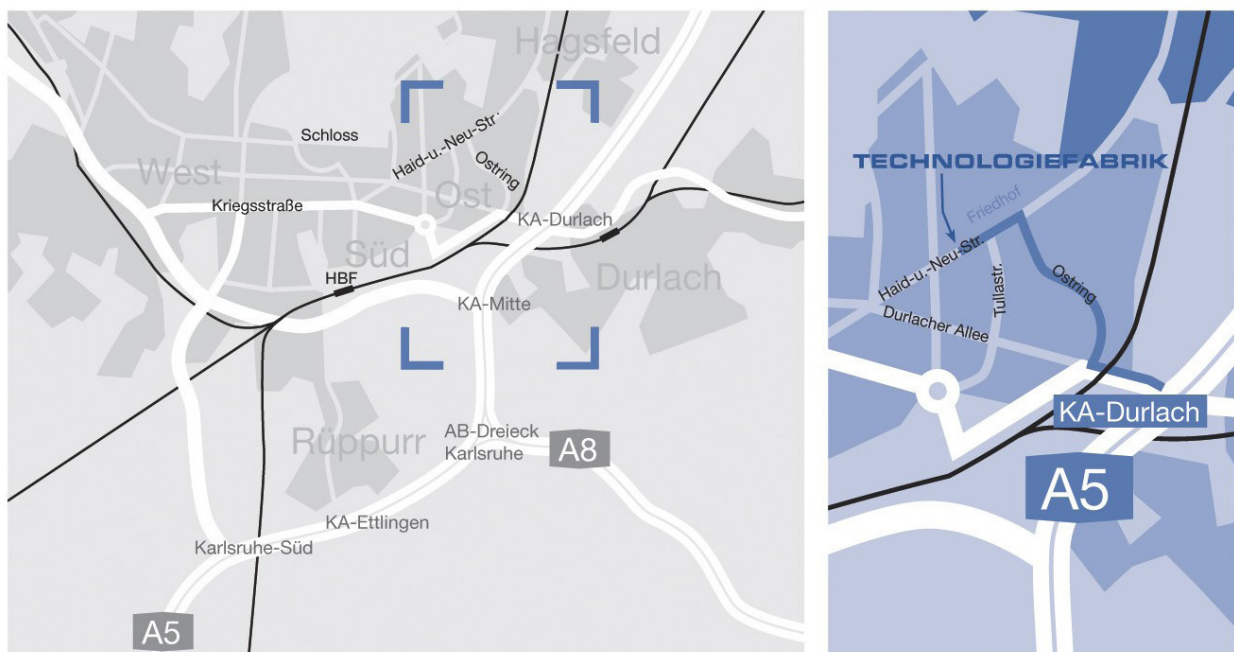 Hagsfeld
Schloss
Haid-u.-Neu-Str.
Ostring
West
Ost
Kriegsstraße
KA-Durlach
Süd
HBF
Durlach
KA-Mitte
Rüppurr
AB-Dreieck
Karlsruhe
A8
KA-Ettlingen
Karlsruhe-Süd
A5
TECHNOLOGIEFABRIK
Friedhof
Haid-u.-Neu-Str.
Tullastr.
Ostring
Durlacher Allee
KA-Durlach
A5